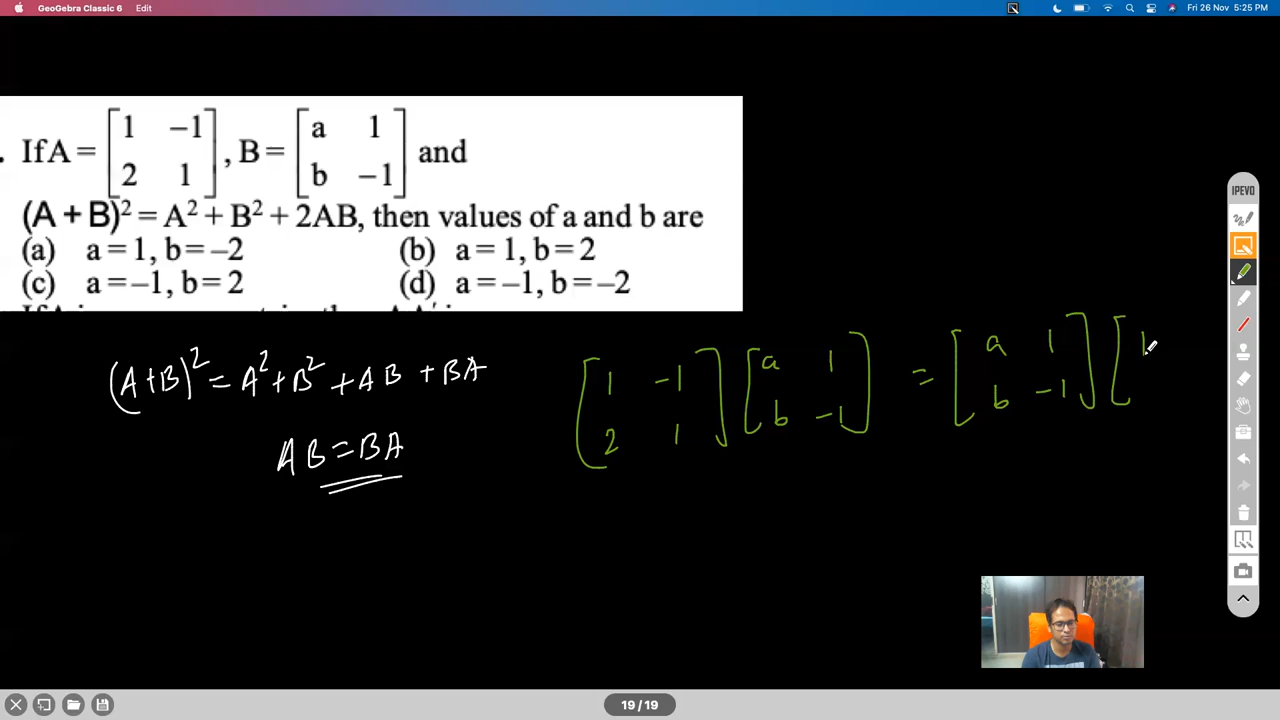 GeoGebra Classic 6 Edit Fri 26 Nov 5:25 PM
. If A = [1 −1
2 1], B = [a 1
b −1] and
(A + B)² = A² + B² + 2AB, then values of a and b are
(a) a = 1, b = −2 (b) a = 1, b = 2
(c) a = −1, b = 2 (d) a = −1, b = −2
(A+B)² = A² + B² + AB + BA
AB = BA
[1 −1
2 1] [a 1
b −1] = [a 1
b −1] [
IPEVO
19 / 19